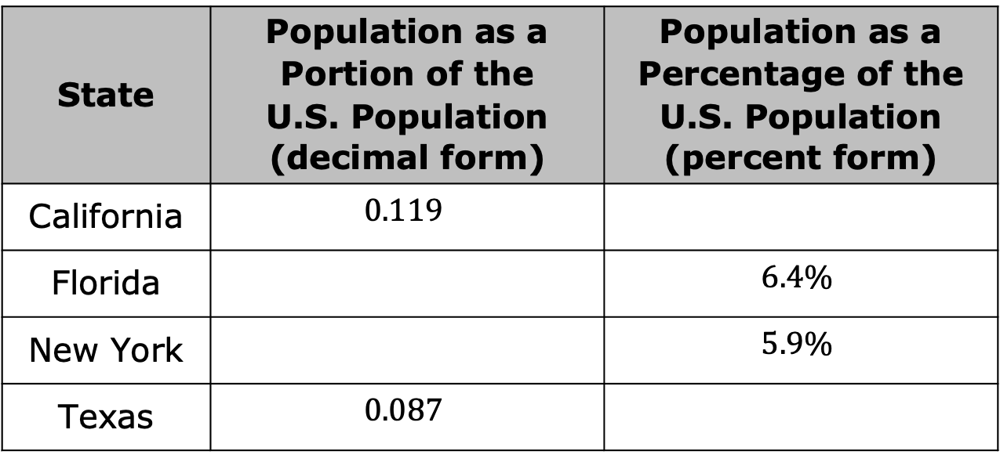 State
Population as a
Portion of the
U.S. Population
(decimal form)
Population as a
Percentage of the
U.S. Population
(percent form)
California 0.119
Florida 6.4%
New York 5.9%
Texas 0.087